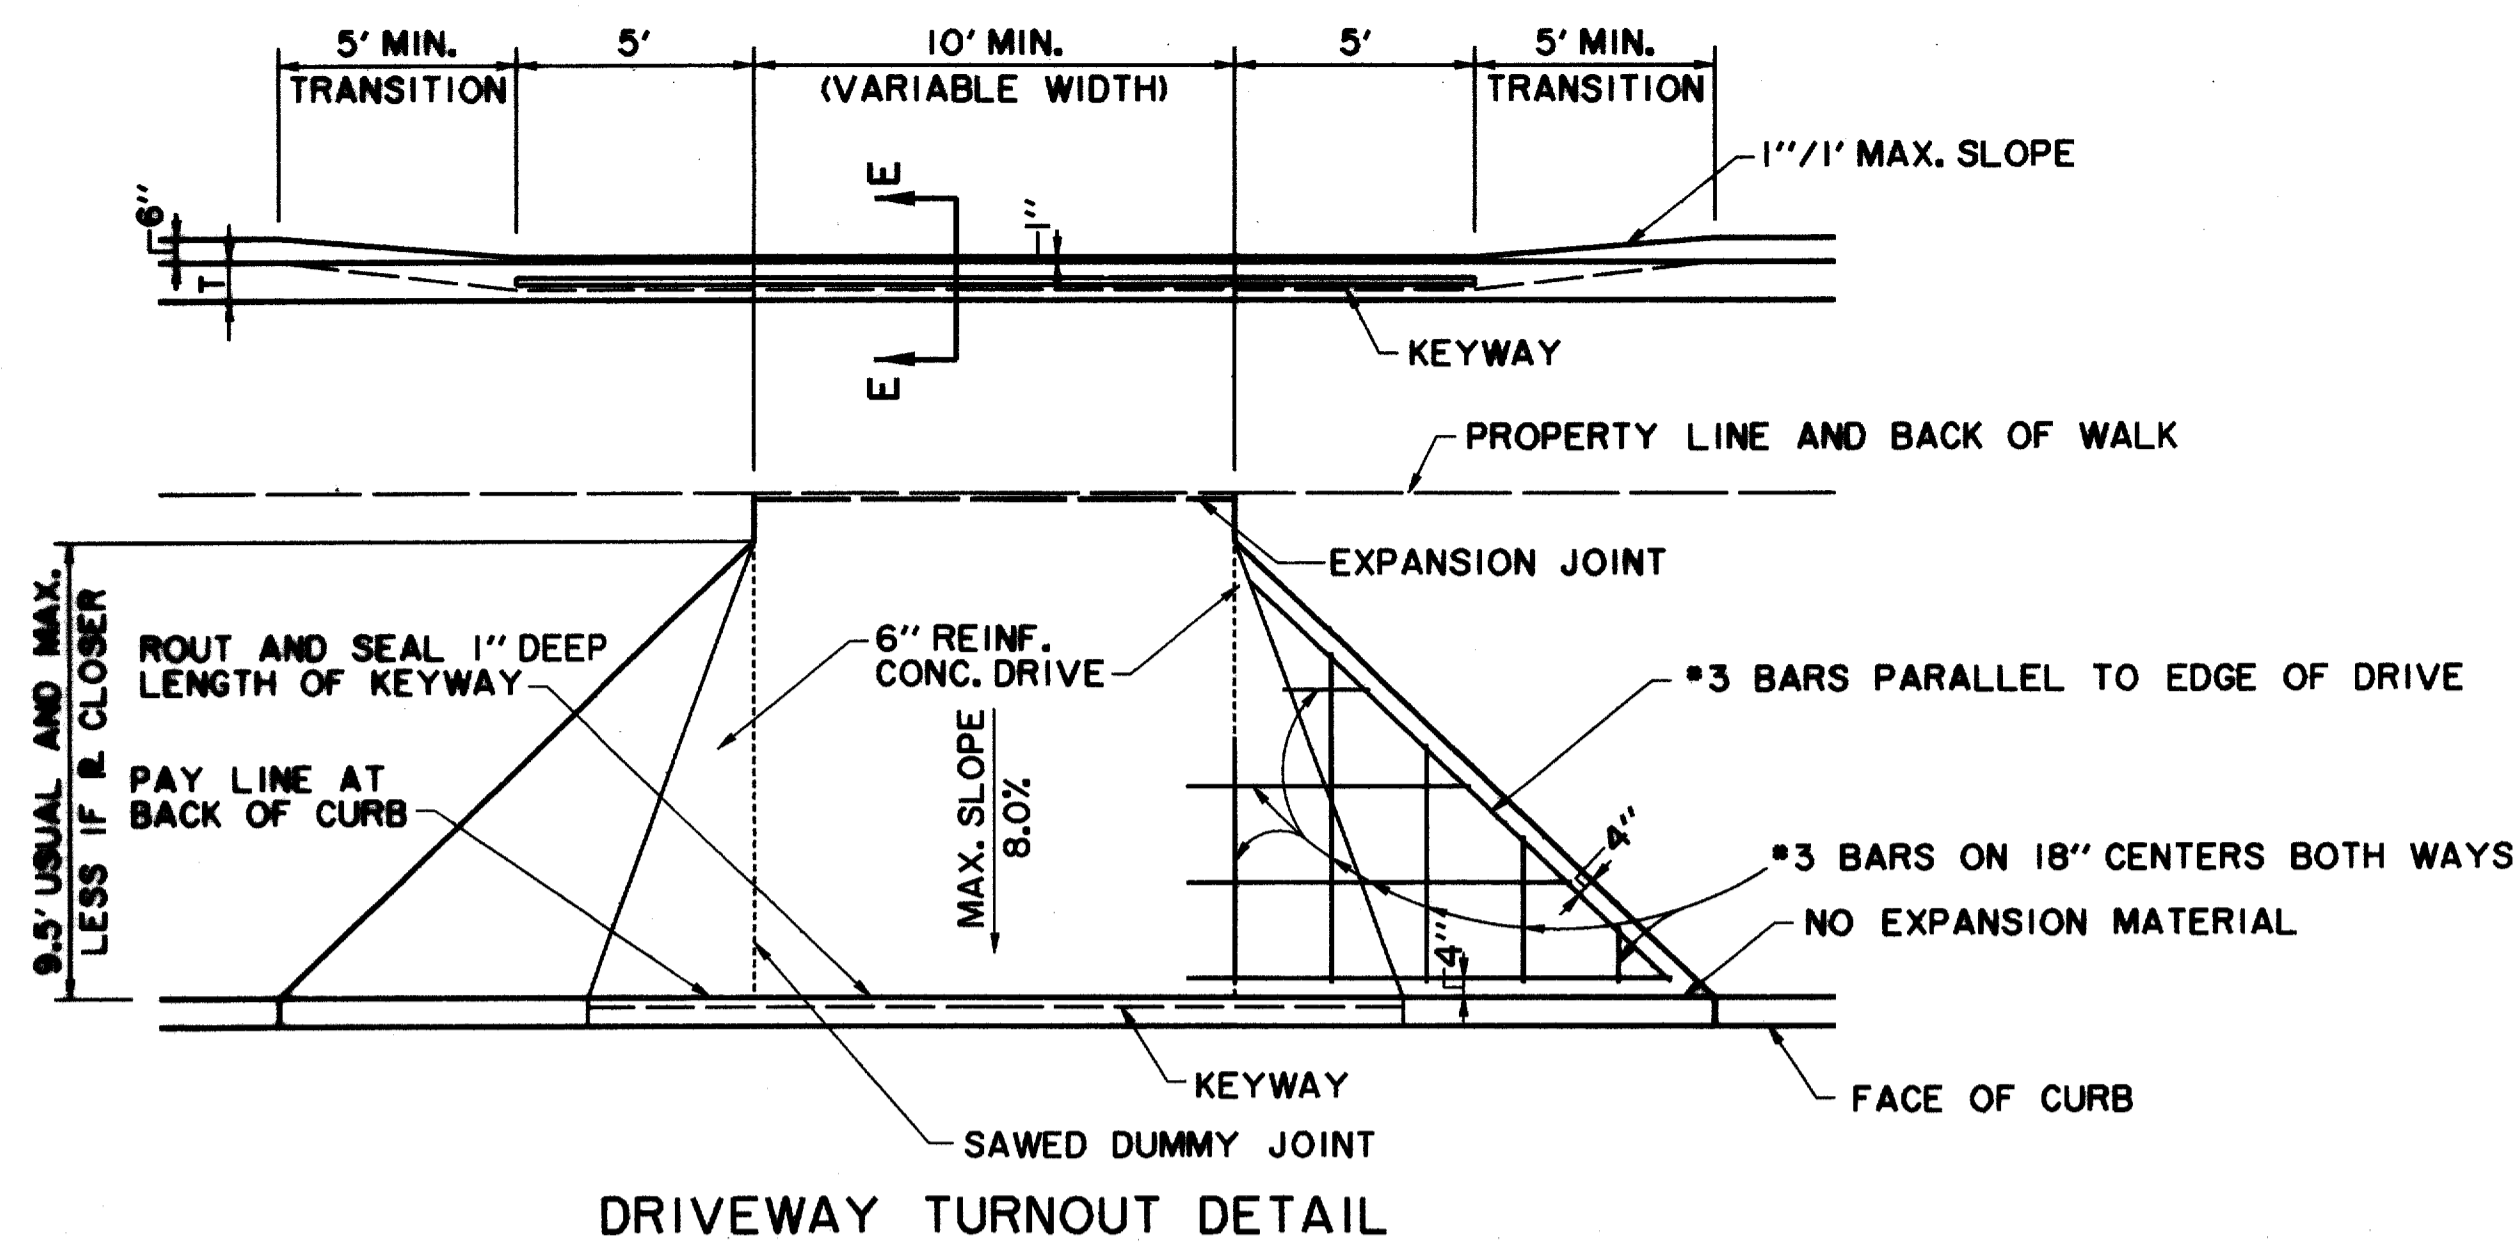 5' MIN.
TRANSITION
5'
10' MIN.
(VARIABLE WIDTH)
5'
5' MIN.
TRANSITION
1"/1' MAX. SLOPE
6"
T
E
1"
E
KEYWAY
PROPERTY LINE AND BACK OF WALK
EXPANSION JOINT
9.5' USUAL AND MAX.
LESS IF ⅊ CLOSER
ROUT AND SEAL 1" DEEP
LENGTH OF KEYWAY
6" REINF.
CONC. DRIVE
#3 BARS PARALLEL TO EDGE OF DRIVE
PAY LINE AT
BACK OF CURB
MAX. SLOPE
8.0%
4"
#3 BARS ON 18" CENTERS BOTH WAYS
NO EXPANSION MATERIAL
4"
KEYWAY
FACE OF CURB
SAWED DUMMY JOINT
DRIVEWAY TURNOUT DETAIL